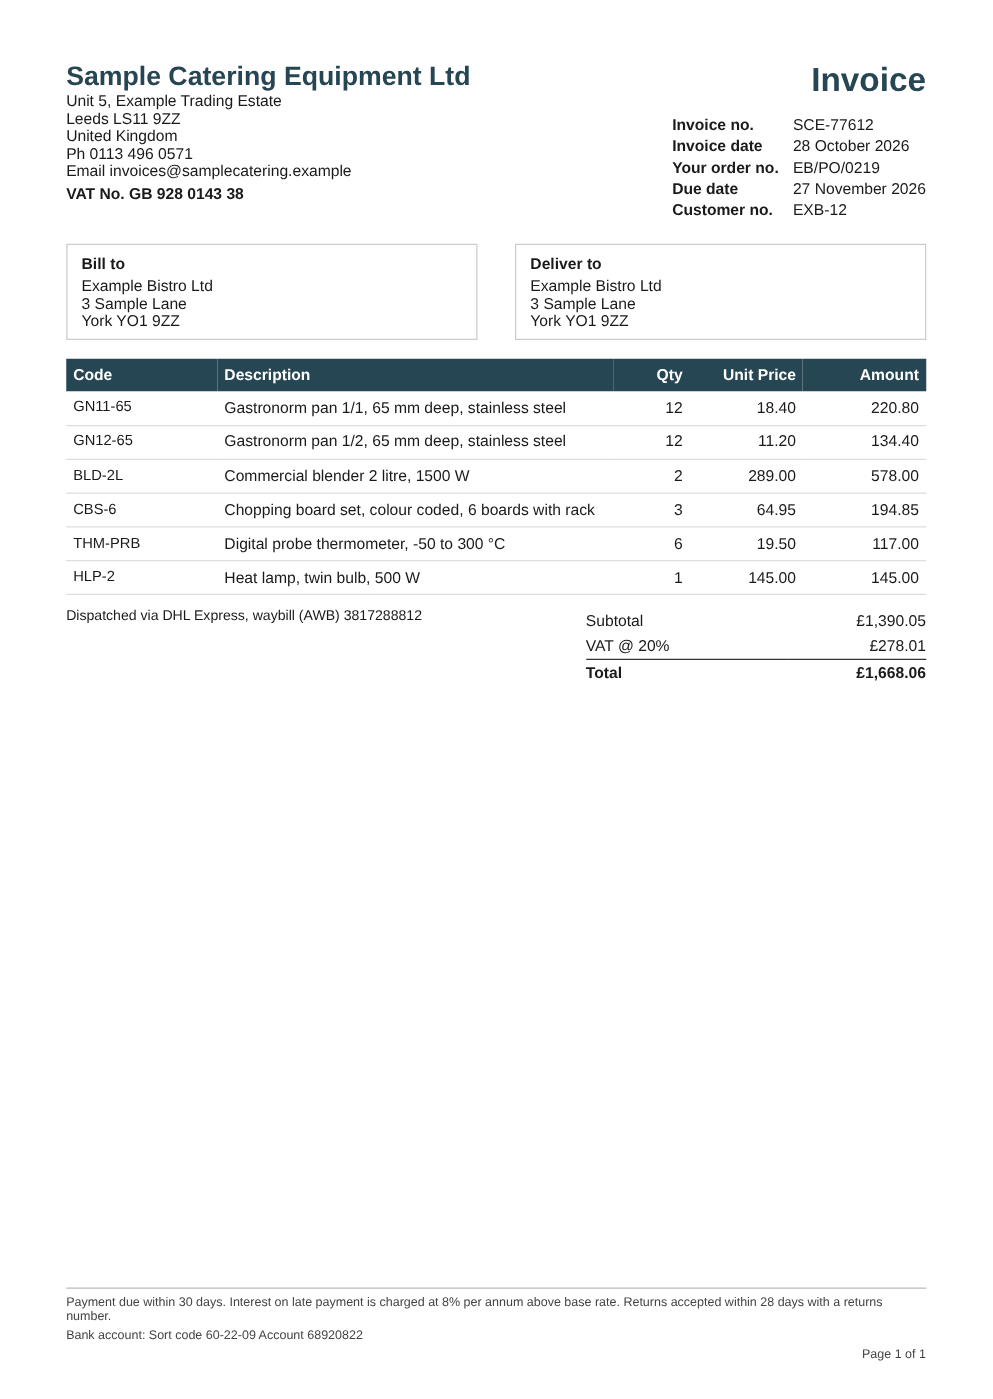 Sample Catering Equipment Ltd
Unit 5, Example Trading Estate
Leeds LS11 9ZZ
United Kingdom
Ph 0113 496 0571
Email invoices@samplecatering.example
VAT No. GB 928 0143 38
Invoice
Invoice no. SCE-77612
Invoice date 28 October 2026
Your order no. EB/PO/0219
Due date 27 November 2026
Customer no. EXB-12
Bill to
Example Bistro Ltd
3 Sample Lane
York YO1 9ZZ
Deliver to
Example Bistro Ltd
3 Sample Lane
York YO1 9ZZ
Code Description Qty Unit Price Amount
GN11-65 Gastronorm pan 1/1, 65 mm deep, stainless steel 12 18.40 220.80
GN12-65 Gastronorm pan 1/2, 65 mm deep, stainless steel 12 11.20 134.40
BLD-2L Commercial blender 2 litre, 1500 W 2 289.00 578.00
CBS-6 Chopping board set, colour coded, 6 boards with rack 3 64.95 194.85
THM-PRB Digital probe thermometer, -50 to 300 °C 6 19.50 117.00
HLP-2 Heat lamp, twin bulb, 500 W 1 145.00 145.00
Dispatched via DHL Express, waybill (AWB) 3817288812
Subtotal £1,390.05
VAT @ 20% £278.01
Total £1,668.06
Payment due within 30 days. Interest on late payment is charged at 8% per annum above base rate. Returns accepted within 28 days with a returns
number.
Bank account: Sort code 60-22-09 Account 68920822
Page 1 of 1